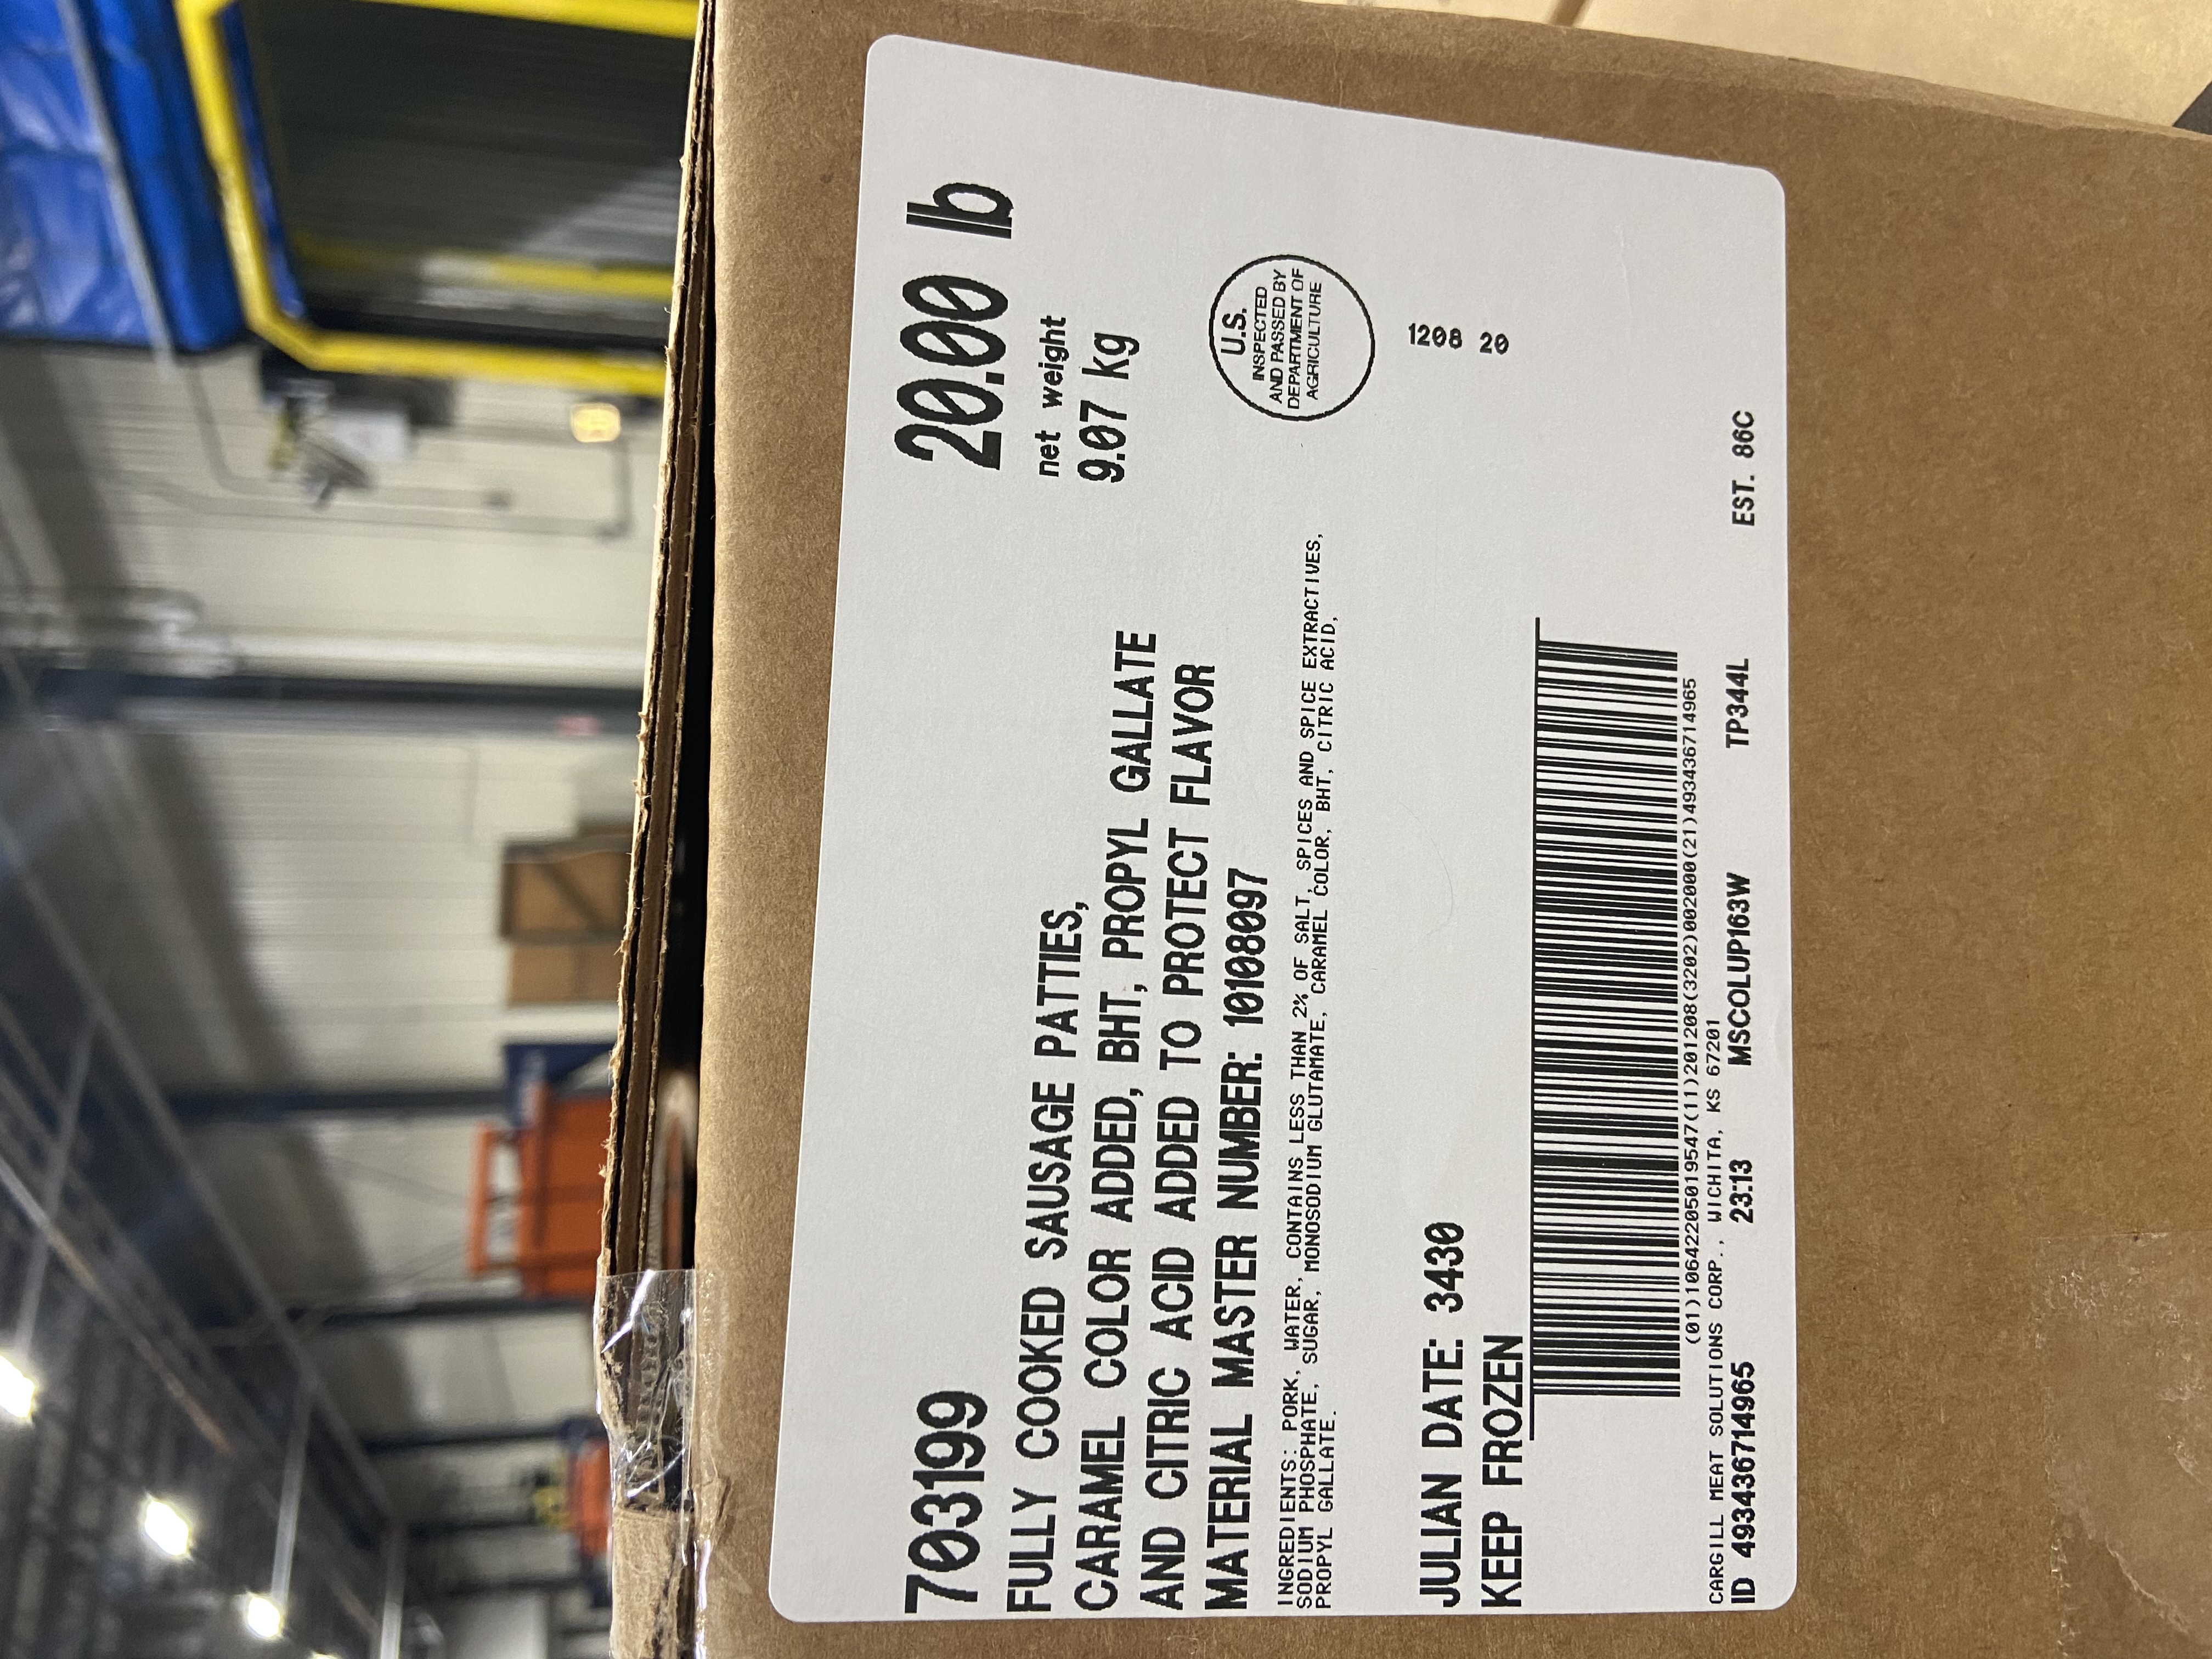 703199
20.00 lb
net weight
9.07 kg
FULLY COOKED SAUSAGE PATTIES,
CARAMEL COLOR ADDED, BHT, PROPYL GALLATE
AND CITRIC ACID ADDED TO PROTECT FLAVOR
MATERIAL MASTER NUMBER: 10108097
U.S.
INSPECTED
AND PASSED BY
DEPARTMENT OF
AGRICULTURE
INGREDIENTS: PORK, WATER, CONTAINS LESS THAN 2% OF SALT, SPICES AND SPICE EXTRACTIVES,
SODIUM PHOSPHATE, SUGAR, MONOSODIUM GLUTAMATE, CARAMEL COLOR, BHT, CITRIC ACID,
PROPYL GALLATE.
1208 20
JULIAN DATE: 3430
KEEP FROZEN
(01)10642205019547(11)201208(3202)002000(21)493436714965
CARGILL MEAT SOLUTIONS CORP., WICHITA, KS 67201
ID 493436714965 23:13 MSCOLUP163W TP344L EST. 86C